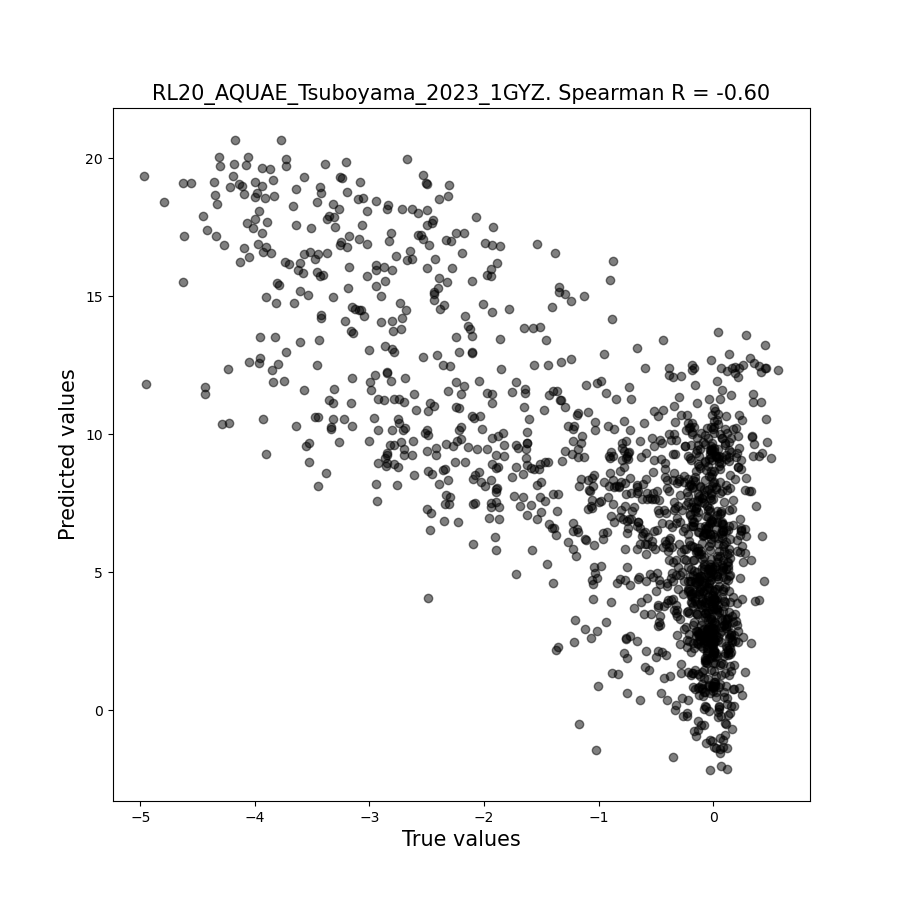 RL20_AQUAE_Tsuboyama_2023_1GYZ. Spearman R = -0.60
20
15
10
5
0
Predicted values
−5 −4 −3 −2 −1 0
True values